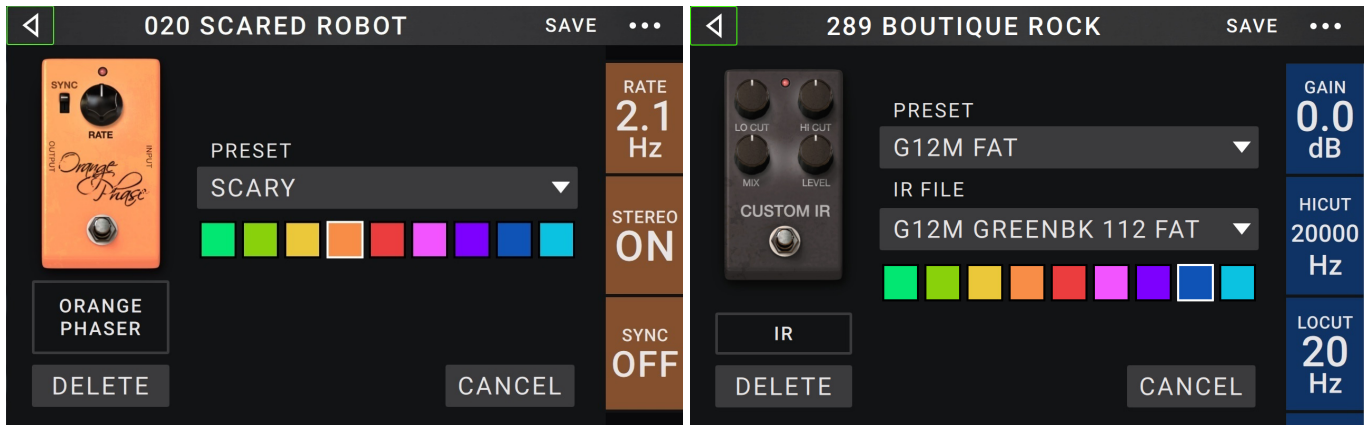 020 SCARED ROBOT
SAVE
SYNC
RATE
OUTPUT
INPUT
Orange
Phase
ORANGE
PHASER
DELETE
PRESET
SCARY
CANCEL
RATE
2.1
Hz
STEREO
ON
SYNC
OFF
289 BOUTIQUE ROCK
SAVE
LO CUT HI CUT
MIX LEVEL
CUSTOM IR
IR
DELETE
PRESET
G12M FAT
IR FILE
G12M GREENBK 112 FAT
CANCEL
GAIN
0.0
dB
HICUT
20000
Hz
LOCUT
20
Hz